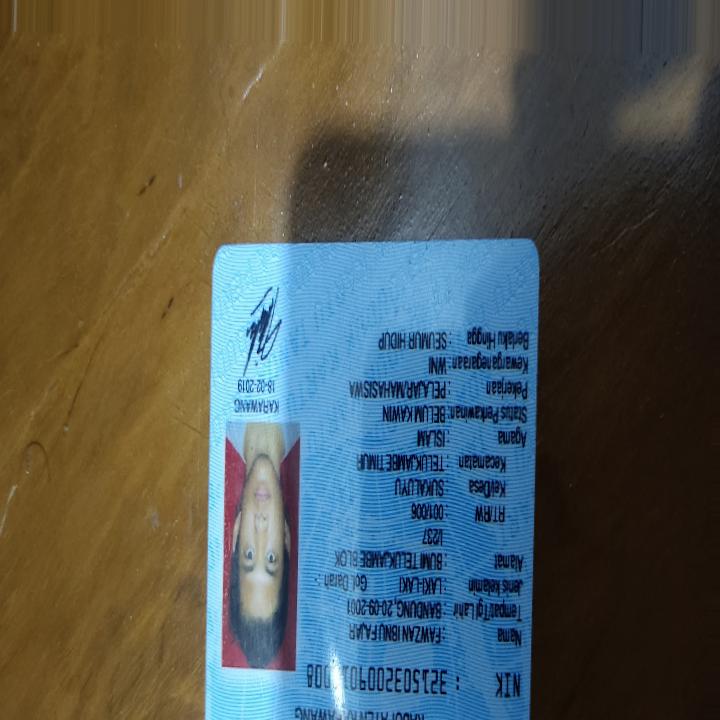 KABUPATEN KARAWANG
NIK :
Nama : FAWZAN IBNU FAJAR
Tempat/Tgl Lahir : BANDUNG, 20-09-2001
Jenis kelamin : LAKI-LAKI Gol. Darah : -
Alamat : BUMI TELUKJAMBE BLOK
I/237
RT/RW : 001/006
Kel/Desa : SUKALUYU
Kecamatan : TELUKJAMBE TIMUR
Agama : ISLAM
Status Perkawinan: BELUM KAWIN
Pekerjaan : PELAJAR/MAHASISWA
Kewarganegaraan: WNI
Berlaku Hingga : SEUMUR HIDUP
KARAWANG
18-02-2019